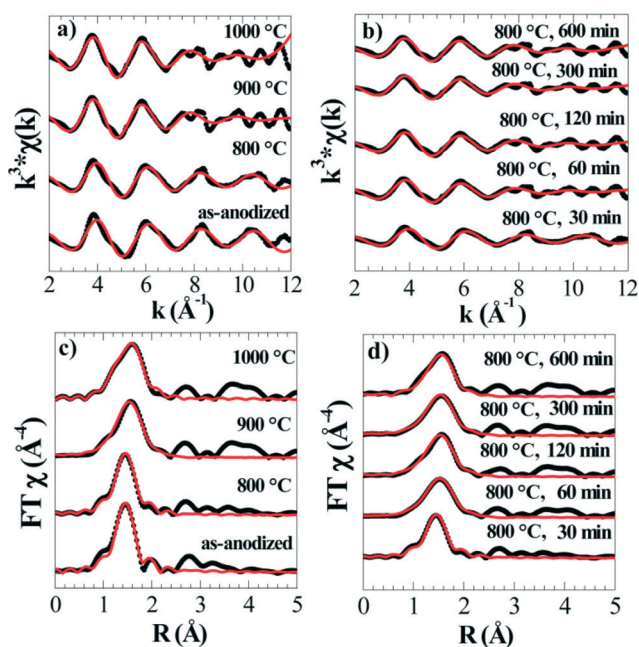 a)
1000 °C
900 °C
800 °C
as-anodized
k³*χ(k)
2 4 6 8 10 12
k (Å⁻¹)
b)
800 °C, 600 min
800 °C, 300 min
800 °C, 120 min
800 °C, 60 min
800 °C, 30 min
k³*χ(k)
2 4 6 8 10 12
k (Å⁻¹)
c)
1000 °C
900 °C
800 °C
as-anodized
FT χ (Å⁻⁴)
0 1 2 3 4 5
R (Å)
d)
800 °C, 600 min
800 °C, 300 min
800 °C, 120 min
800 °C, 60 min
800 °C, 30 min
FT χ (Å⁻⁴)
0 1 2 3 4 5
R (Å)